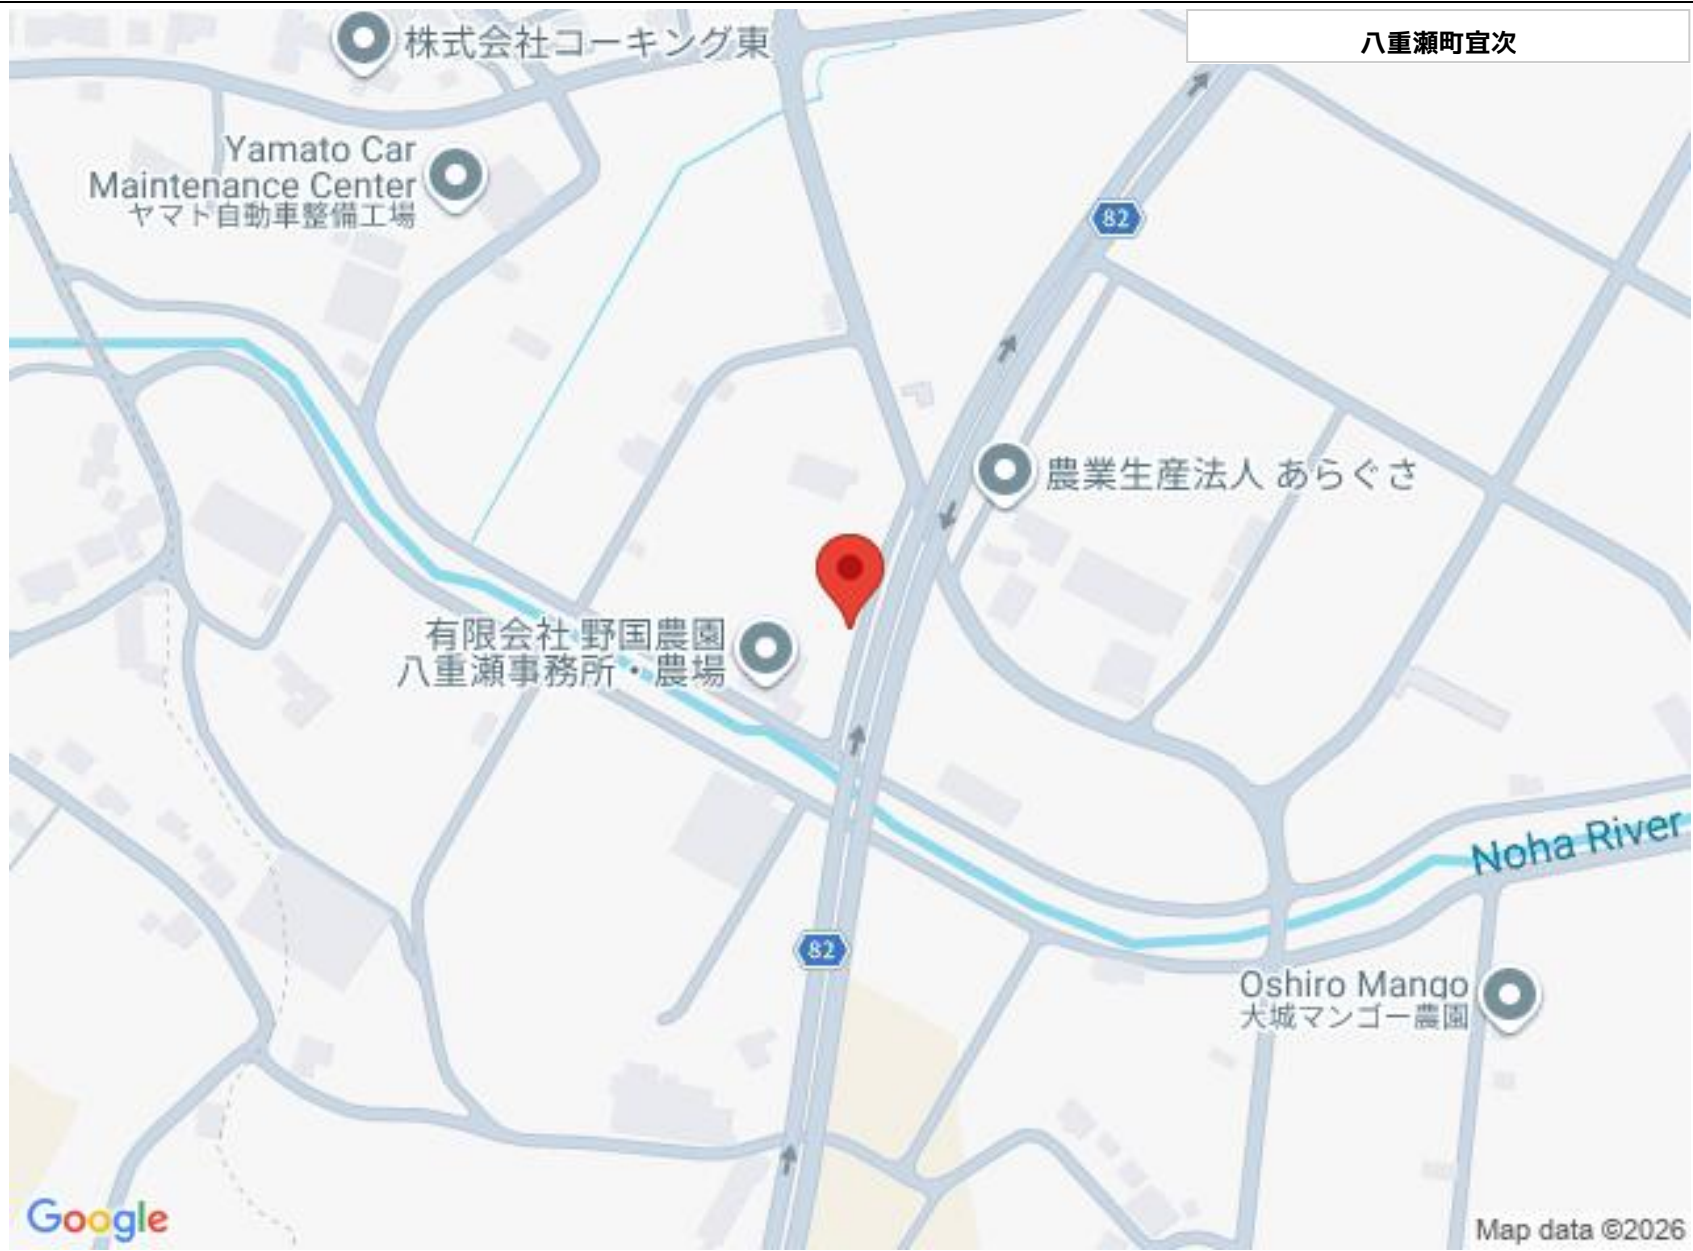 八重瀬町宜次
株式会社コーキング東
Yamato Car
Maintenance Center
ヤマト自動車整備工場
82
農業生産法人 あらぐさ
有限会社 野国農園
八重瀬事務所・農場
Noha River
82
Oshiro Mango
大城マンゴー農園
Google
Map data ©2026